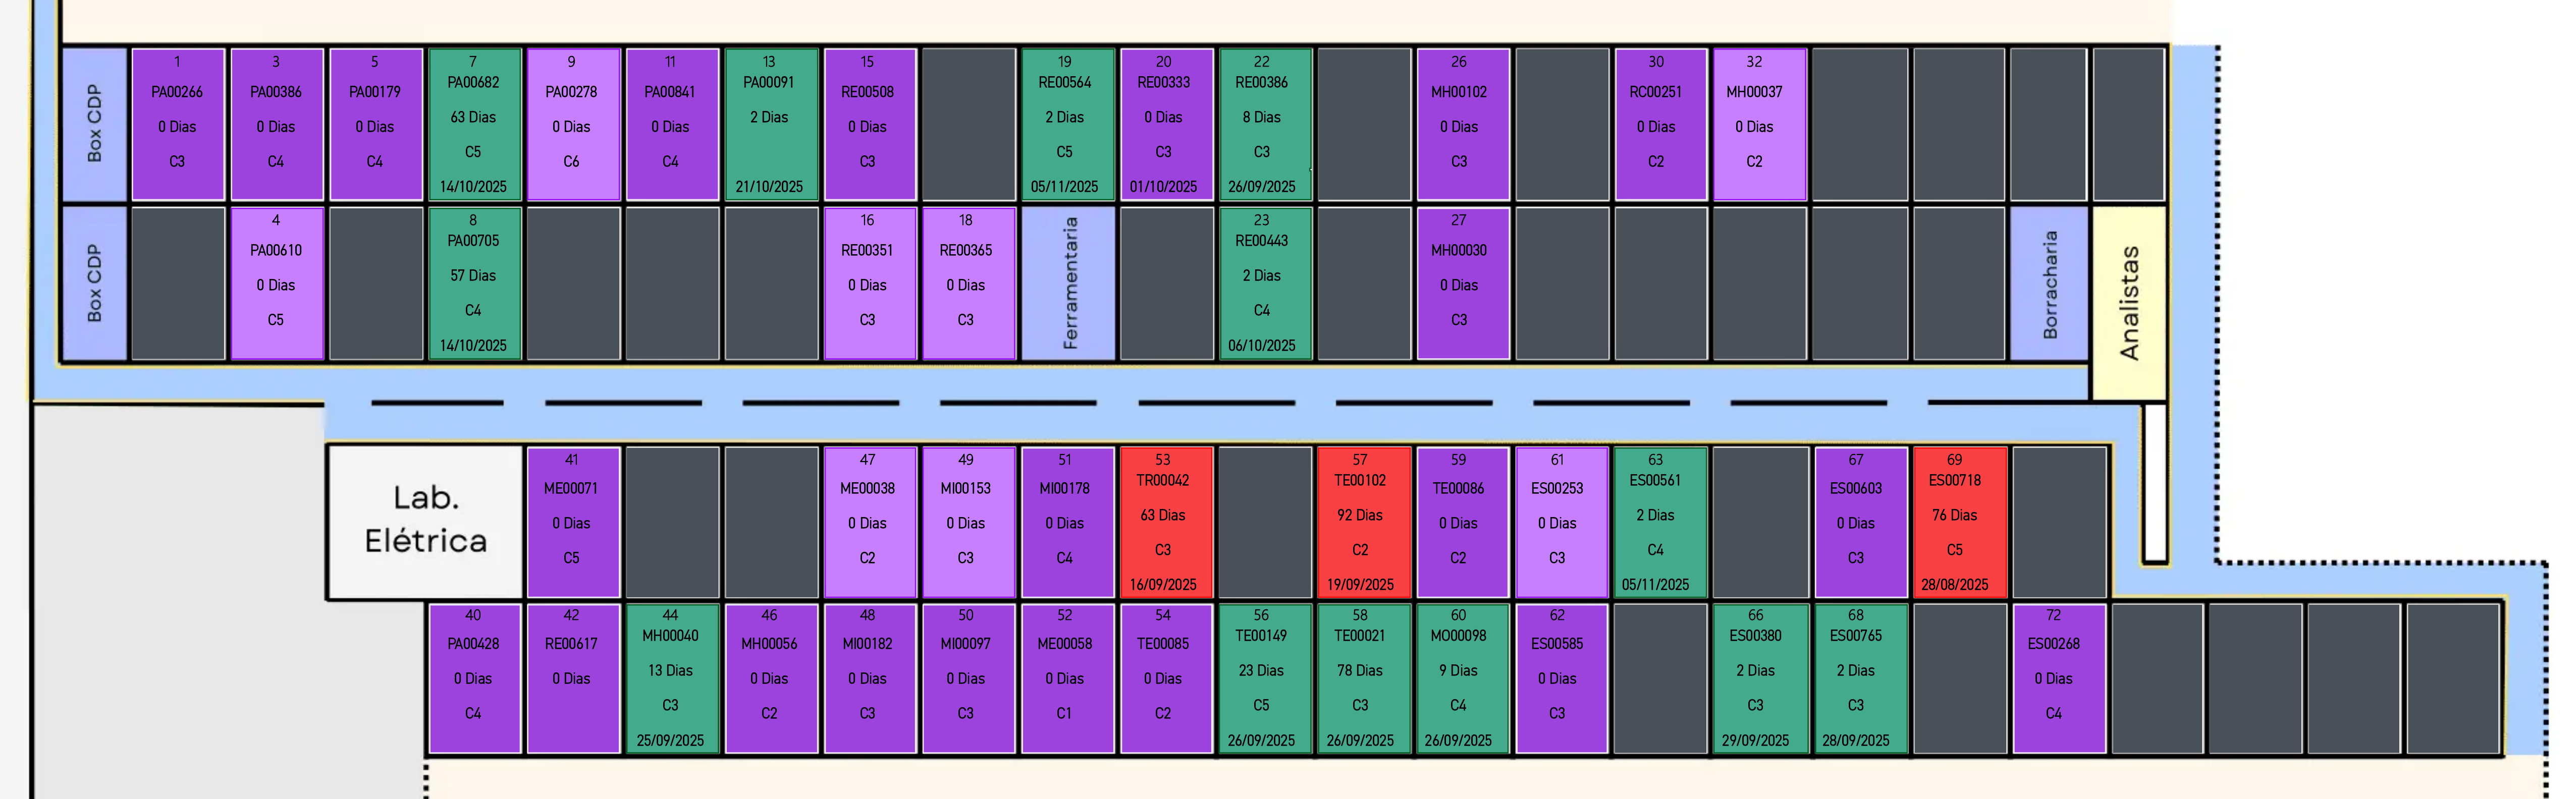 Box CDP
1
PA00266
0 Dias
C3
3
PA00386
0 Dias
C4
5
PA00179
0 Dias
C4
7
PA00682
63 Dias
C5
14/10/2025
9
PA00278
0 Dias
C6
11
PA00841
0 Dias
C4
13
PA00091
2 Dias
21/10/2025
15
RE00508
0 Dias
C3
19
RE00564
2 Dias
C5
05/11/2025
20
RE00333
0 Dias
C3
01/10/2025
22
RE00386
8 Dias
C3
26/09/2025
26
MH00102
0 Dias
C3
30
RC00251
0 Dias
C2
32
MH00037
0 Dias
C2
Box CDP
4
PA00610
0 Dias
C5
8
PA00705
57 Dias
C4
14/10/2025
16
RE00351
0 Dias
C3
18
RE00365
0 Dias
C3
Ferramentaria
23
RE00443
2 Dias
C4
06/10/2025
27
MH00030
0 Dias
C3
Borracharia
Analistas
Lab.
Elétrica
41
ME00071
0 Dias
C5
47
ME00038
0 Dias
C2
49
MI00153
0 Dias
C3
51
MI00178
0 Dias
C4
53
TR00042
63 Dias
C3
16/09/2025
57
TE00102
92 Dias
C2
19/09/2025
59
TE00086
0 Dias
C2
61
ES00253
0 Dias
C3
63
ES00561
2 Dias
C4
05/11/2025
67
ES00603
0 Dias
C3
69
ES00718
76 Dias
C5
28/08/2025
40
PA00428
0 Dias
C4
42
RE00617
0 Dias
44
MH00040
13 Dias
C3
25/09/2025
46
MH00056
0 Dias
C2
48
MI00182
0 Dias
C3
50
MI00097
0 Dias
C3
52
ME00058
0 Dias
C1
54
TE00085
0 Dias
C2
56
TE00149
23 Dias
C5
26/09/2025
58
TE00021
78 Dias
C3
26/09/2025
60
MO00098
9 Dias
C4
26/09/2025
62
ES00585
0 Dias
C3
66
ES00380
2 Dias
C3
29/09/2025
68
ES00765
2 Dias
C3
28/09/2025
72
ES00268
0 Dias
C4